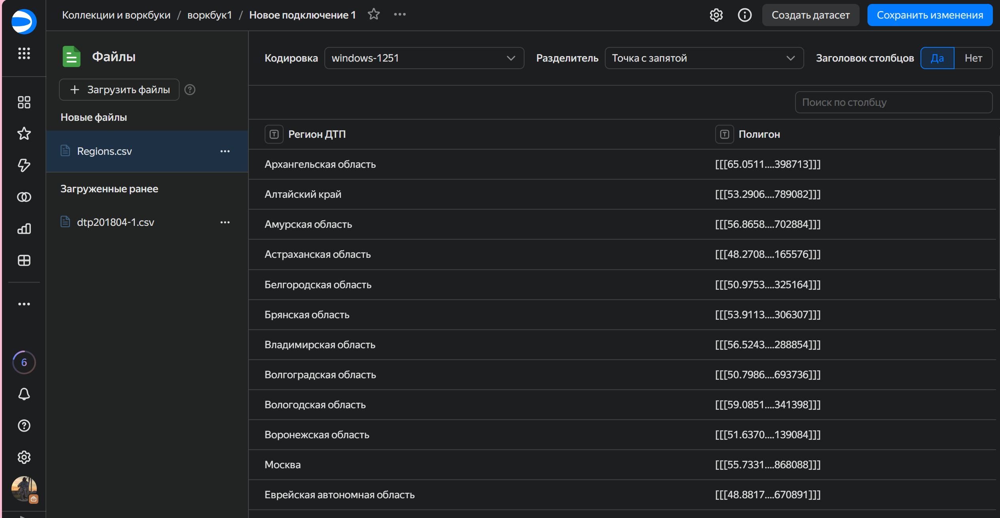 Коллекции и воркбуки / воркбук1 / Новое подключение 1
Создать датасет
Сохранить изменения
Файлы
Загрузить файлы
Новые файлы
Regions.csv
Загруженные ранее
dtp201804-1.csv
6
Кодировка windows-1251 Разделитель Точка с запятой Заголовок столбцов Да Нет
Поиск по столбцу
Регион ДТП Полигон
Архангельская область [[[65.0511....398713]]]
Алтайский край [[[53.2906....789082]]]
Амурская область [[[56.8658....702884]]]
Астраханская область [[[48.2708....165576]]]
Белгородская область [[[50.9753....325164]]]
Брянская область [[[53.9113....306307]]]
Владимирская область [[[56.5243....288854]]]
Волгоградская область [[[50.7986....693736]]]
Вологодская область [[[59.0851....341398]]]
Воронежская область [[[51.6370....139084]]]
Москва [[[55.7331....868088]]]
Еврейская автономная область [[[48.8817....670891]]]